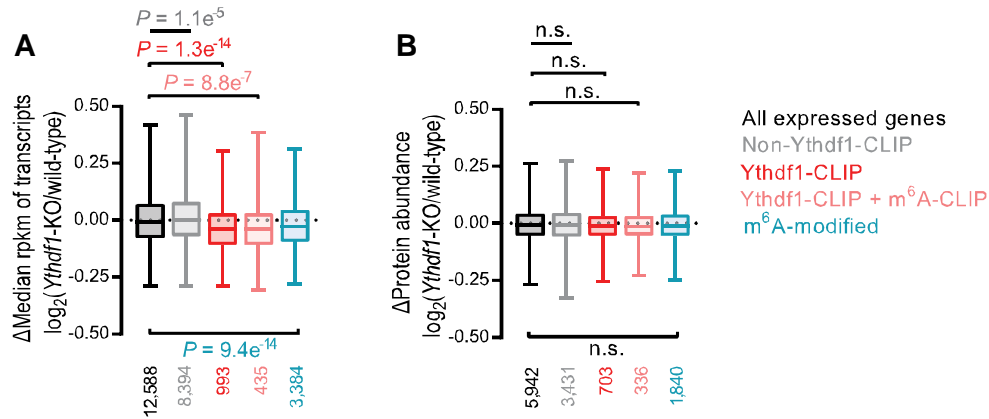 A
P = 1.1e-5
P = 1.3e-14
P = 8.8e-7
ΔMedian rpkm of transcripts
log2(Ythdf1-KO/wild-type)
0.50
0.25
0.00
-0.25
-0.50
P = 9.4e-14
12,588
8,394
993
435
3,384
B
n.s.
n.s.
n.s.
ΔProtein abundance
log2(Ythdf1-KO/wild-type)
0.50
0.25
0.00
-0.25
-0.50
n.s.
5,942
3,431
703
336
1,840
All expressed genes
Non-Ythdf1-CLIP
Ythdf1-CLIP
Ythdf1-CLIP + m6A-CLIP
m6A-modified